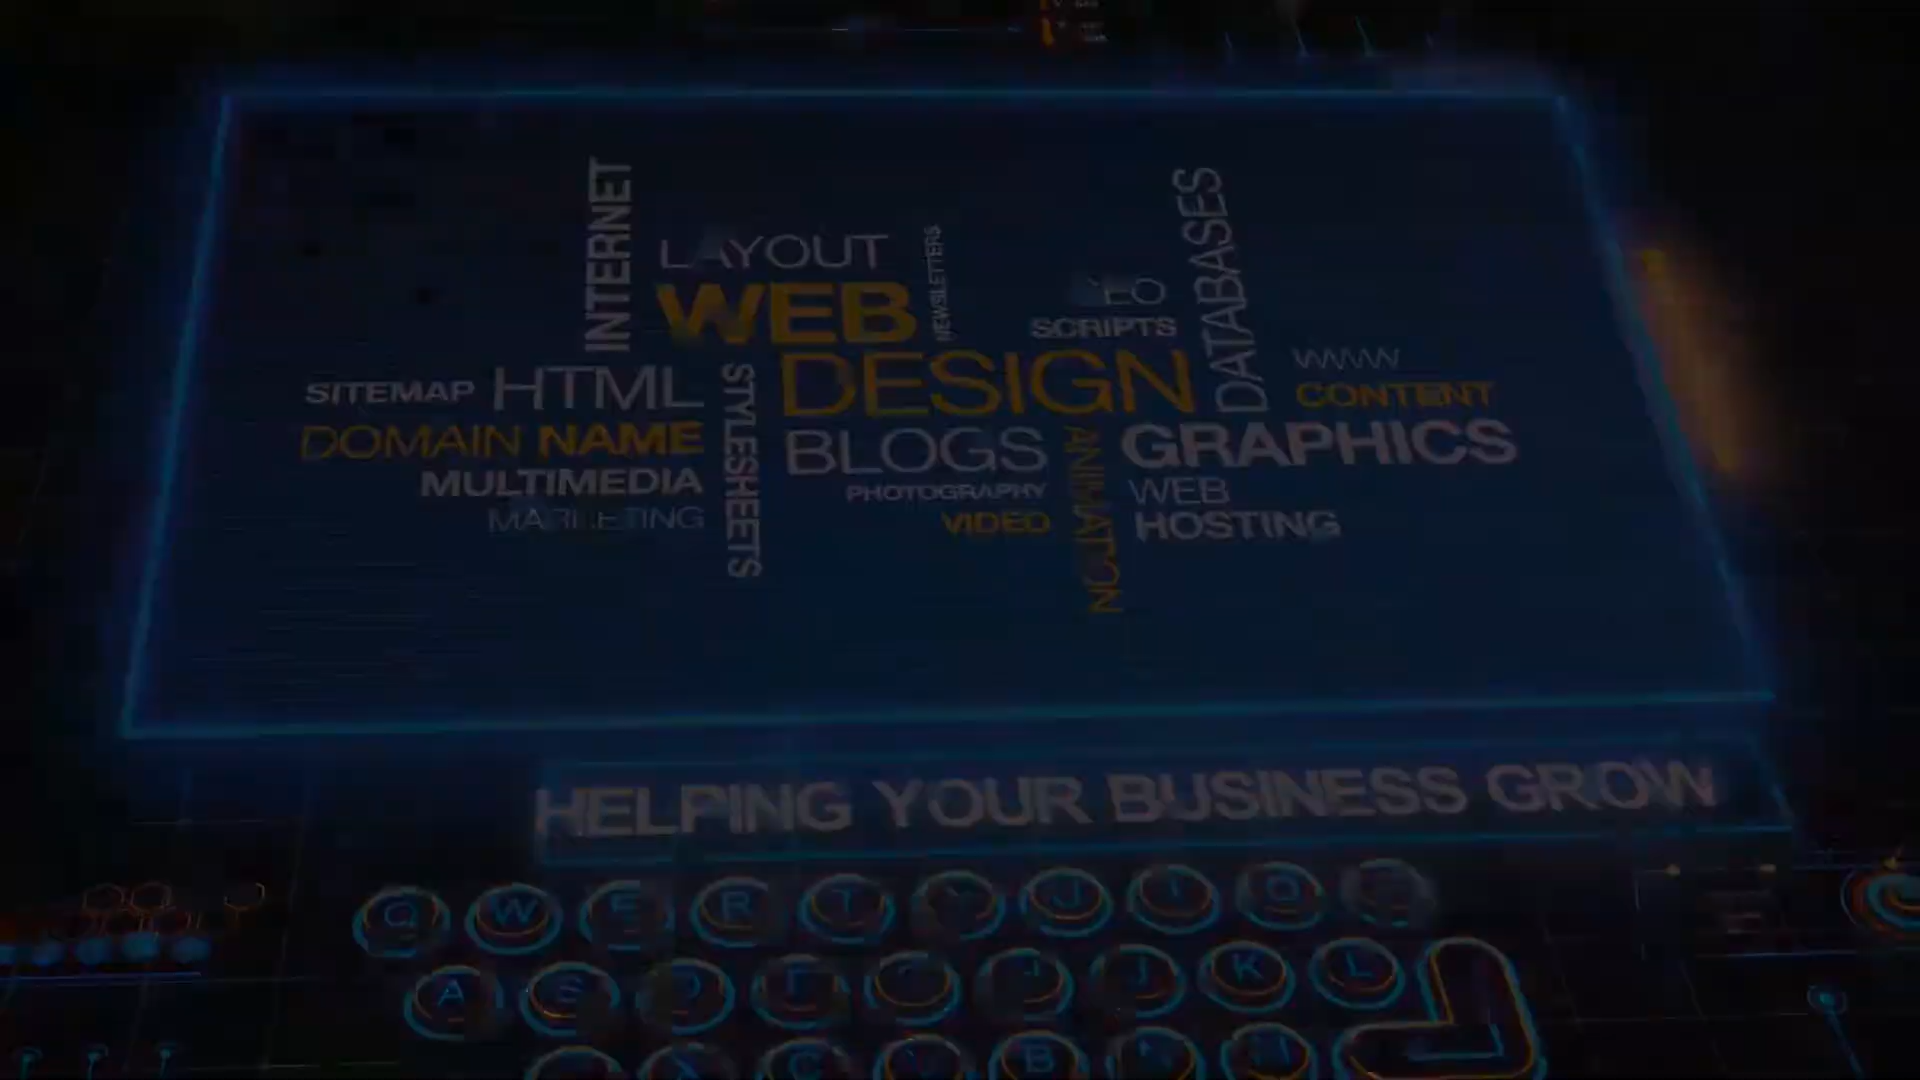 INTERNET
LAYOUT
WEB
NEWSLETTERS
SCRIPTS
DATABASES
WWW
DESIGN
CONTENT
SITEMAP HTML
STYLESHEETS
DOMAIN NAME
BLOGS
GRAPHICS
MULTIMEDIA
PHOTOGRAPHY
ANIMATION
WEB
MARKETING
VIDEO
HOSTING
HELPING YOUR BUSINESS GROW
Q W E R T Y
A S
K L
C V B N M